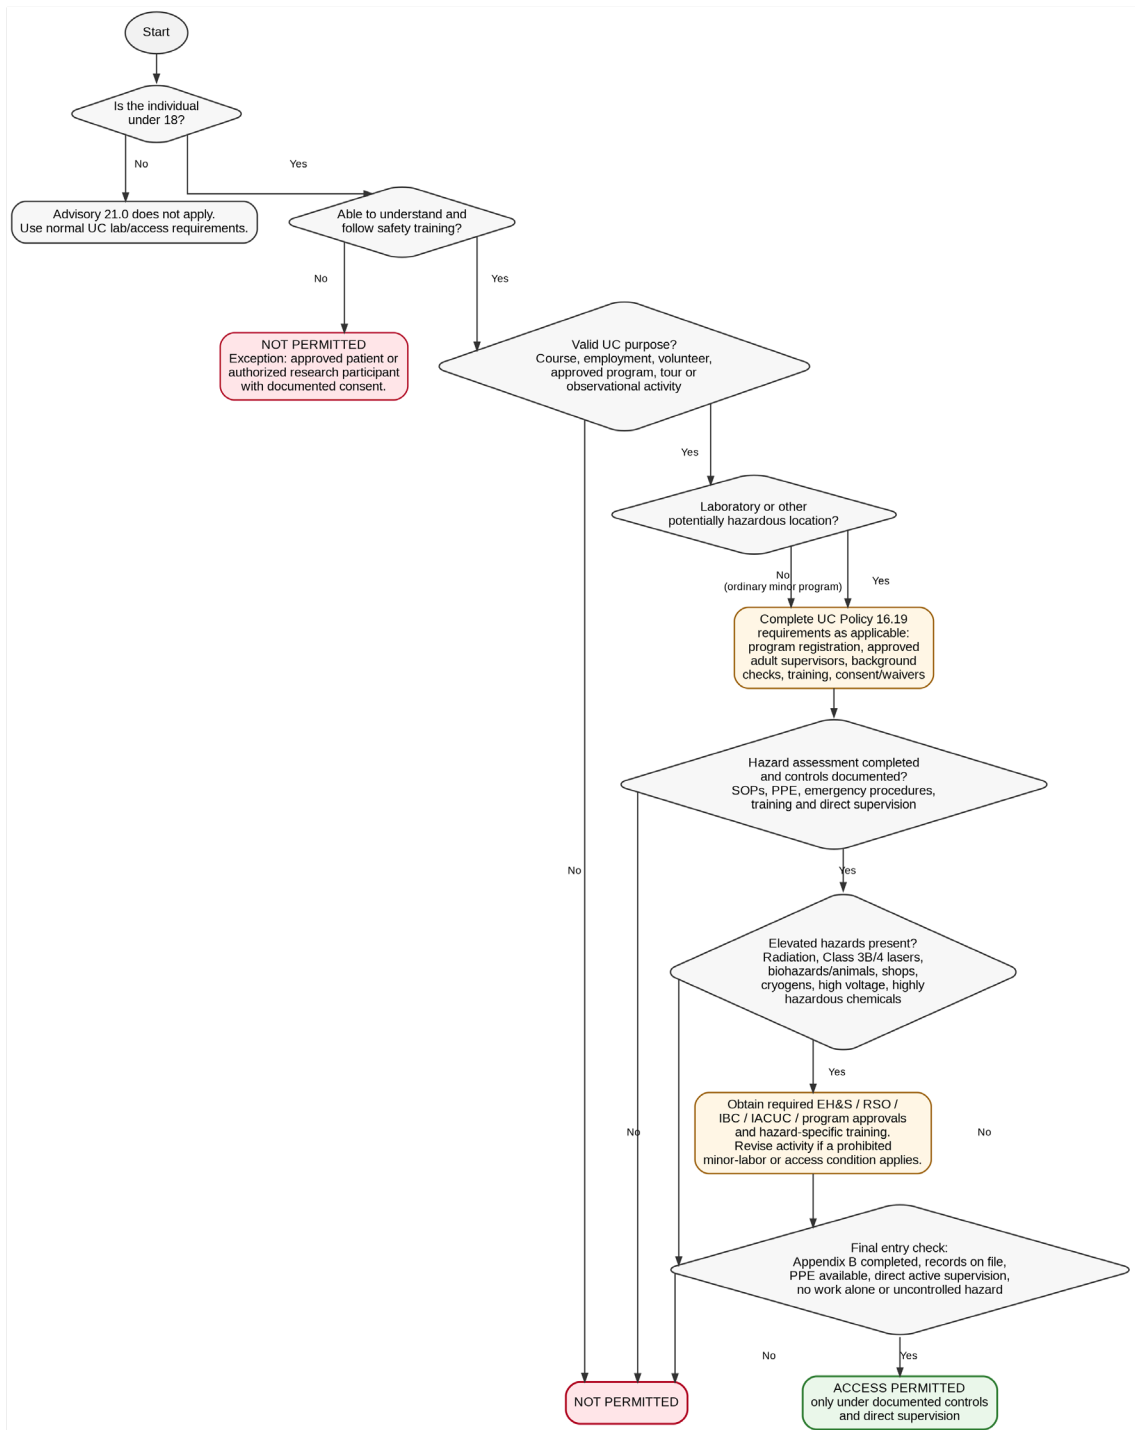 Start
Is the individual
under 18?
No
Yes
Advisory 21.0 does not apply.
Use normal UC lab/access requirements.
Able to understand and
follow safety training?
No
Yes
NOT PERMITTED
Exception: approved patient or
authorized research participant
with documented consent.
Valid UC purpose?
Course, employment, volunteer,
approved program, tour or
observational activity
Yes
Laboratory or other
potentially hazardous location?
No
(ordinary minor program)
Yes
Complete UC Policy 16.19
requirements as applicable:
program registration, approved
adult supervisors, background
checks, training, consent/waivers
Hazard assessment completed
and controls documented?
SOPs, PPE, emergency procedures,
training and direct supervision
No
Yes
Elevated hazards present?
Radiation, Class 3B/4 lasers,
biohazards/animals, shops,
cryogens, high voltage, highly
hazardous chemicals
Yes
Obtain required EH&S / RSO /
IBC / IACUC / program approvals
and hazard-specific training.
Revise activity if a prohibited
minor-labor or access condition applies.
No
No
Final entry check:
Appendix B completed, records on file,
PPE available, direct active supervision,
no work alone or uncontrolled hazard
No
Yes
NOT PERMITTED
ACCESS PERMITTED
only under documented controls
and direct supervision